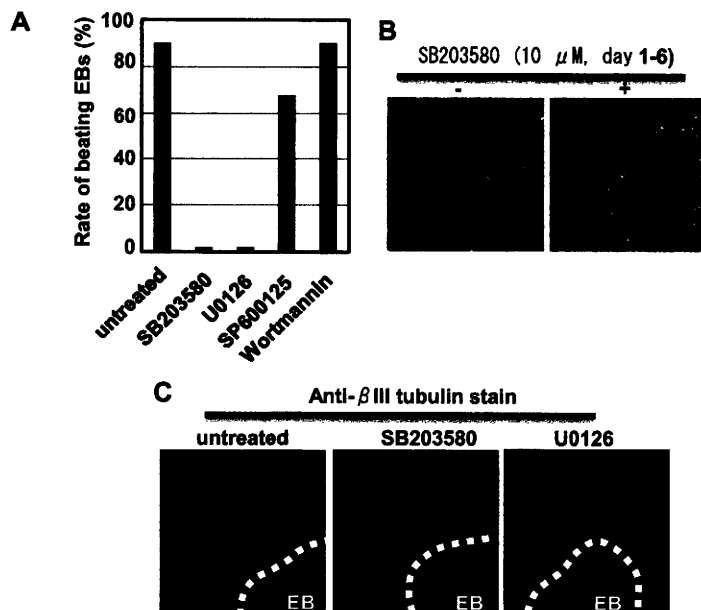 A
Rate of beating EBs (%)
100
80
60
40
20
0
untreated
SB203580
U0126
SP600125
Wortmannin
B
SB203580 (10 μM, day 1-6)
- +
C
Anti-βIII tubulin stain
untreated SB203580 U0126
EB EB EB